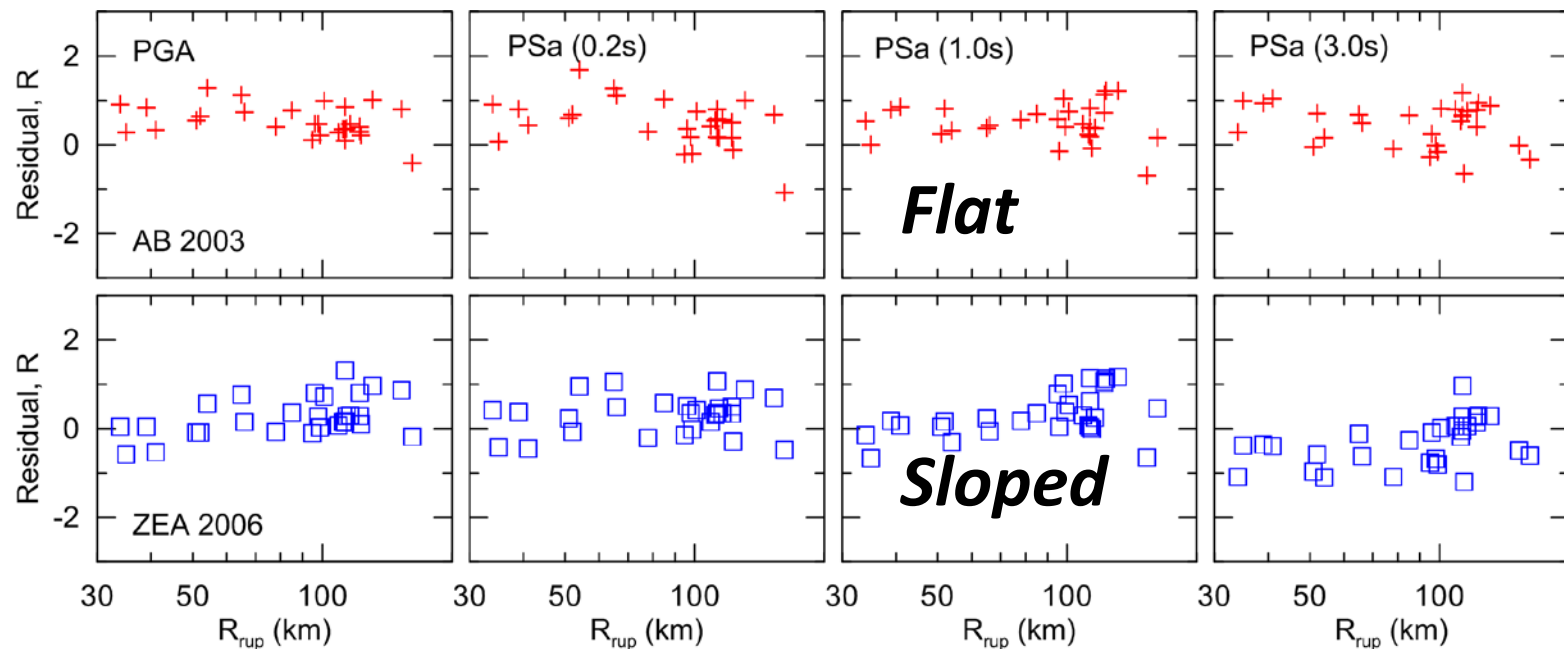 PGA
PSa (0.2s)
PSa (1.0s)
PSa (3.0s)
2
0
-2
Residual, R
AB 2003
Flat
2
0
-2
Residual, R
ZEA 2006
Sloped
30 50 100 30 50 100 30 50 100 30 50 100
Rrup (km) Rrup (km) Rrup (km) Rrup (km)